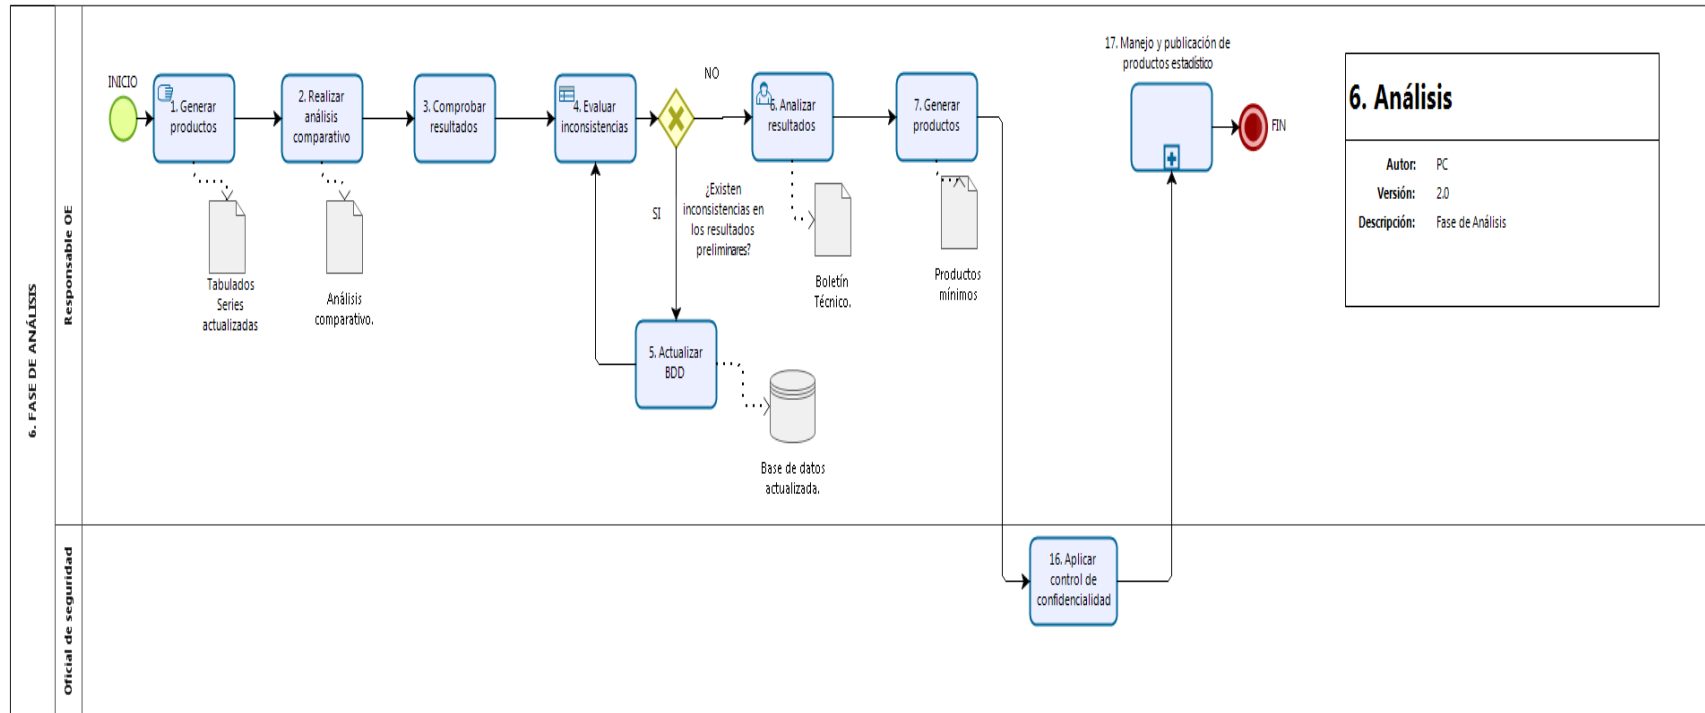 6. FASE DE ANÁLISIS
Responsable OE
INICIO
1. Generar
productos
Tabulados
Series
actualizadas
2. Realizar
análisis
comparativo
Análisis
comparativo.
3. Comprobar
resultados
4. Evaluar
inconsistencias
NO
SI
¿Existen
inconsistencias en
los resultados
preliminares?
5. Actualizar
BDD
Base de datos
actualizada.
6. Analizar
resultados
Boletín
Técnico.
7. Generar
productos
Productos
mínimos
17. Manejo y publicación de
productos estadístico
FIN
6. Análisis
Autor: PC
Versión: 2.0
Descripción: Fase de Análisis
Oficial de seguridad
16. Aplicar
control de
confidencialidad